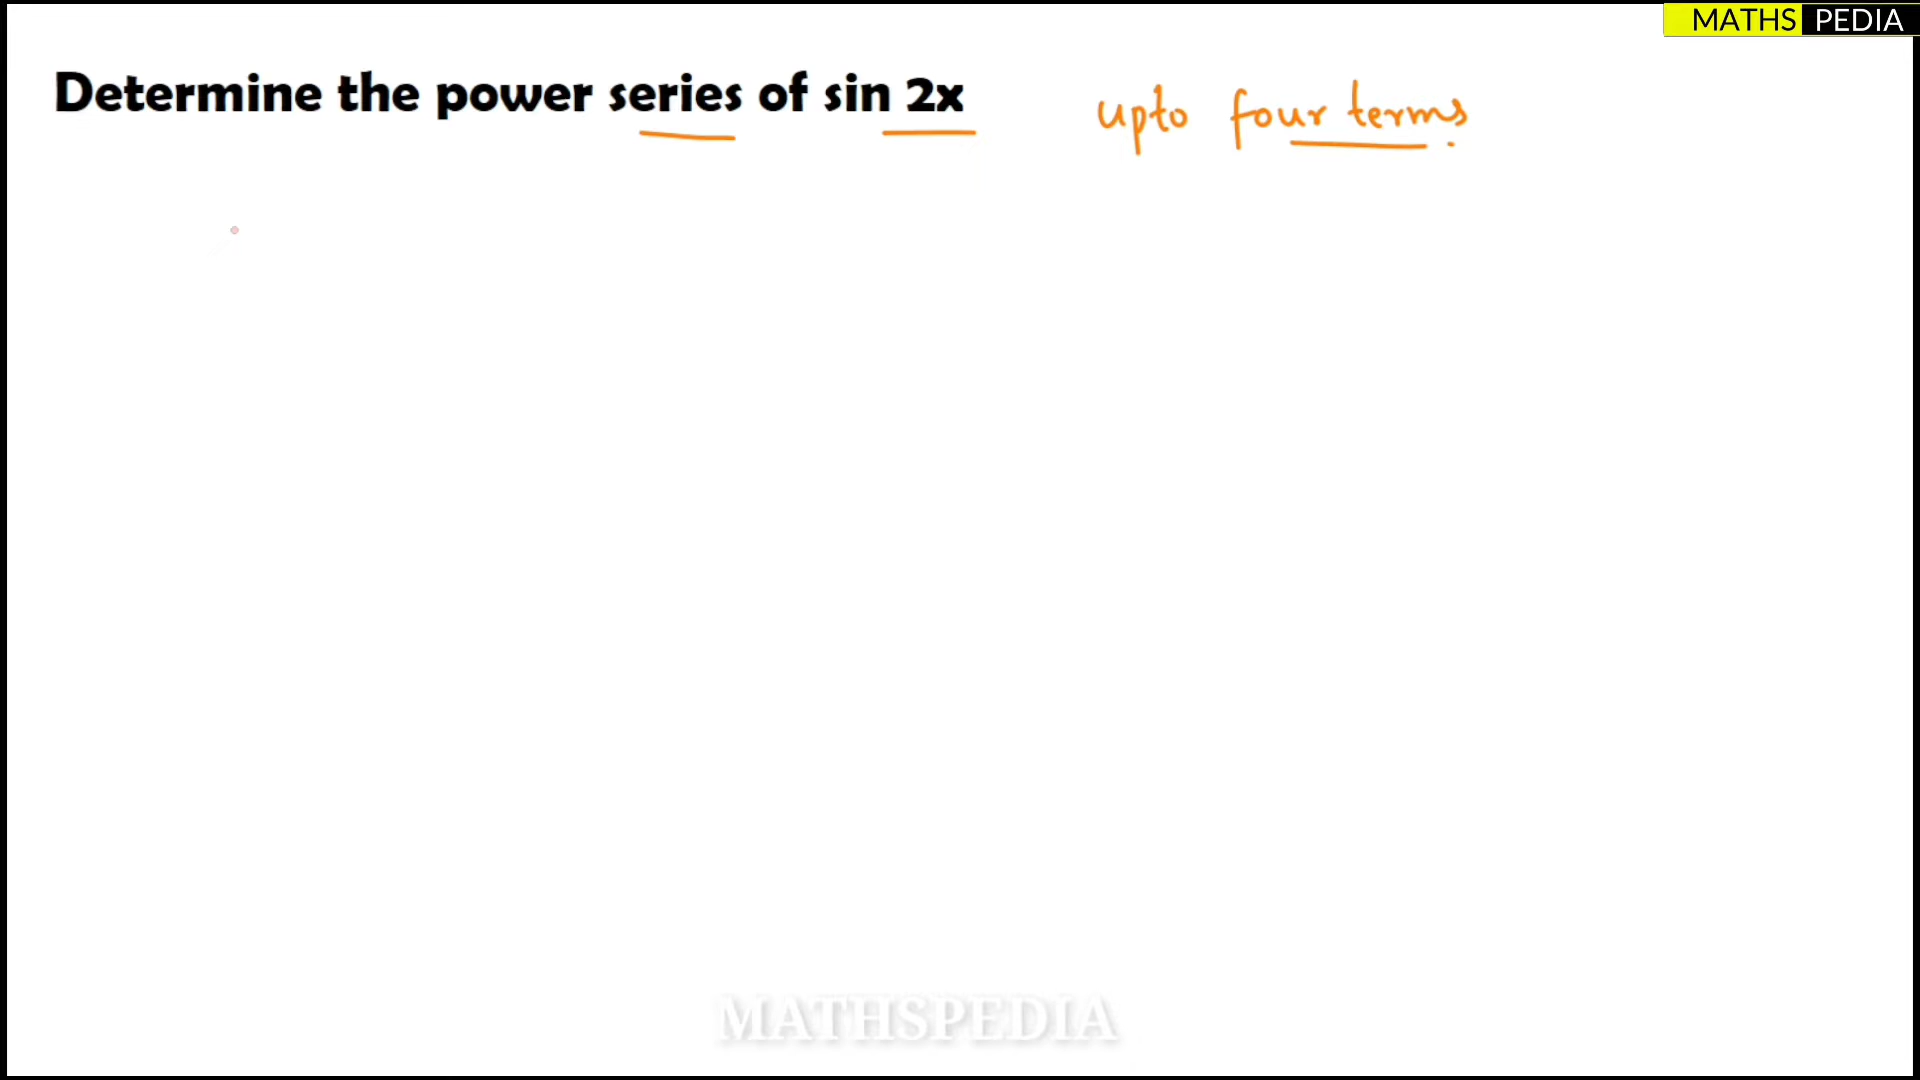 MATHS PEDIA
Determine the power series of sin 2x upto four terms.
MATHSPEDIA